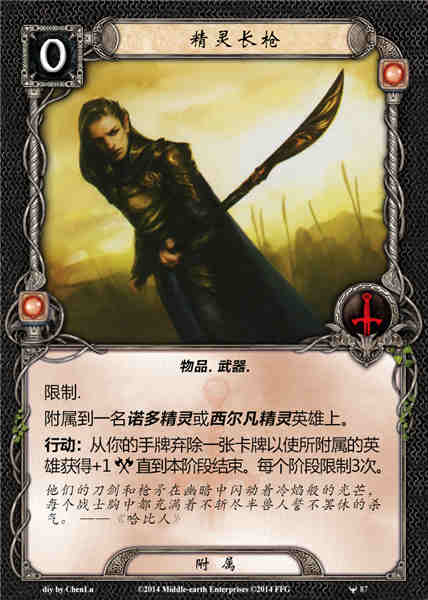 精灵长枪
0
物品. 武器.
限制.
附属到一名诺多精灵或西尔凡精灵英雄上。
行动：从你的手牌弃除一张卡牌以使所附属的英
雄获得+1 直到本阶段结束。每个阶段限制3次。
他们的刀剑和枪矛在幽暗中闪动着冷焰般的光芒，
每个战士胸中都充满着不斩尽半兽人誓不罢休的杀
气。 ——《哈比人》
附属
diy by ChenLu
©2014 Middle-earth Enterprises ©2014 FFG
87